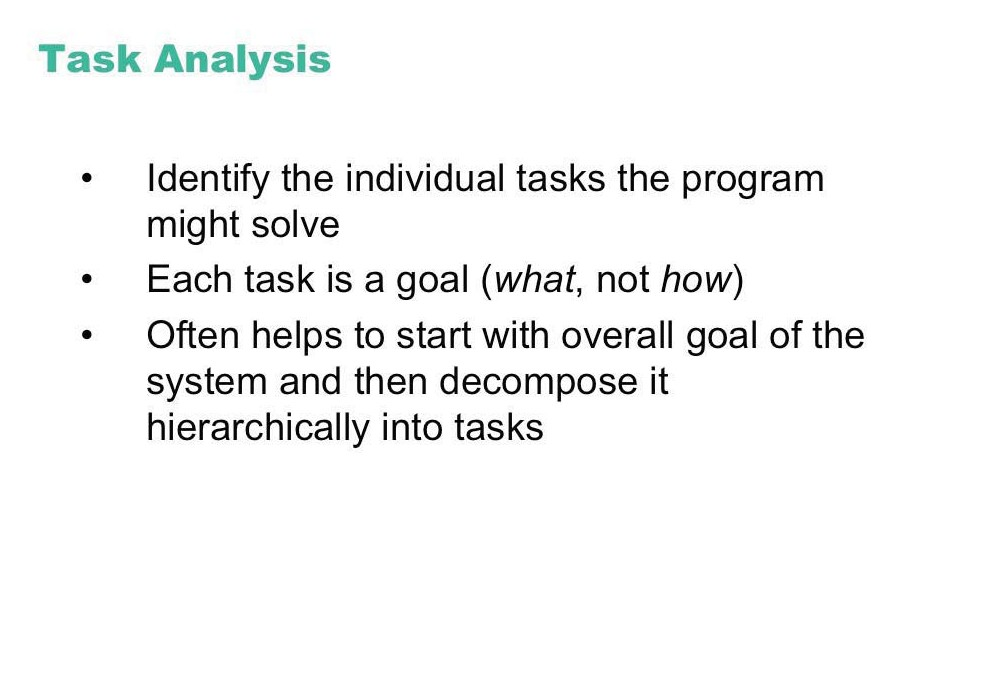 Task Analysis
• Identify the individual tasks the program
might solve
• Each task is a goal (what, not how)
• Often helps to start with overall goal of the
system and then decompose it
hierarchically into tasks